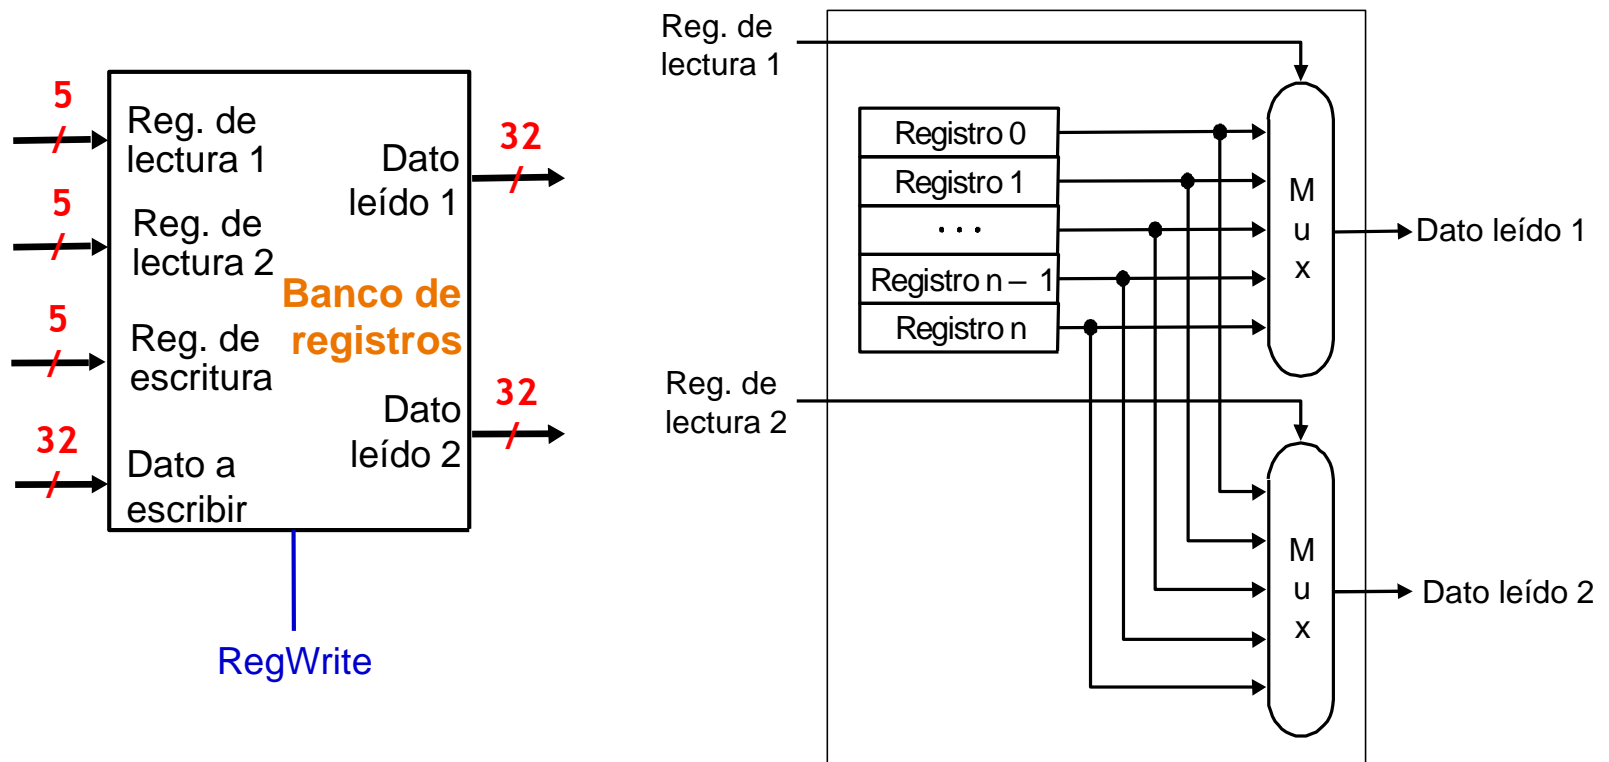 5
Reg. de
lectura 1
5
Reg. de
lectura 2
5
Reg. de
escritura
32
Dato a
escribir
Banco de
registros
32
Dato
leído 1
32
Dato
leído 2
RegWrite
Reg. de
lectura 1
Registro 0
Registro 1
...
Registro n – 1
Registro n
M
u
x
Dato leído 1
Reg. de
lectura 2
M
u
x
Dato leído 2